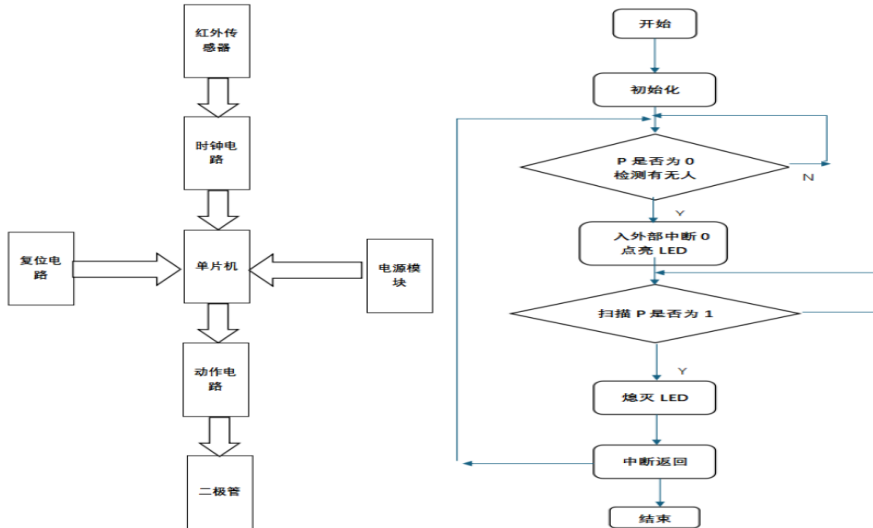 红外传
感器
时钟电
路
复位电
路
单片机
电源模
块
动作电
路
二极管
开始
初始化
P 是否为 0
检测有无人
N
Y
入外部中断 0
点亮 LED
扫描 P 是否为 1
Y
熄灭 LED
中断返回
结束